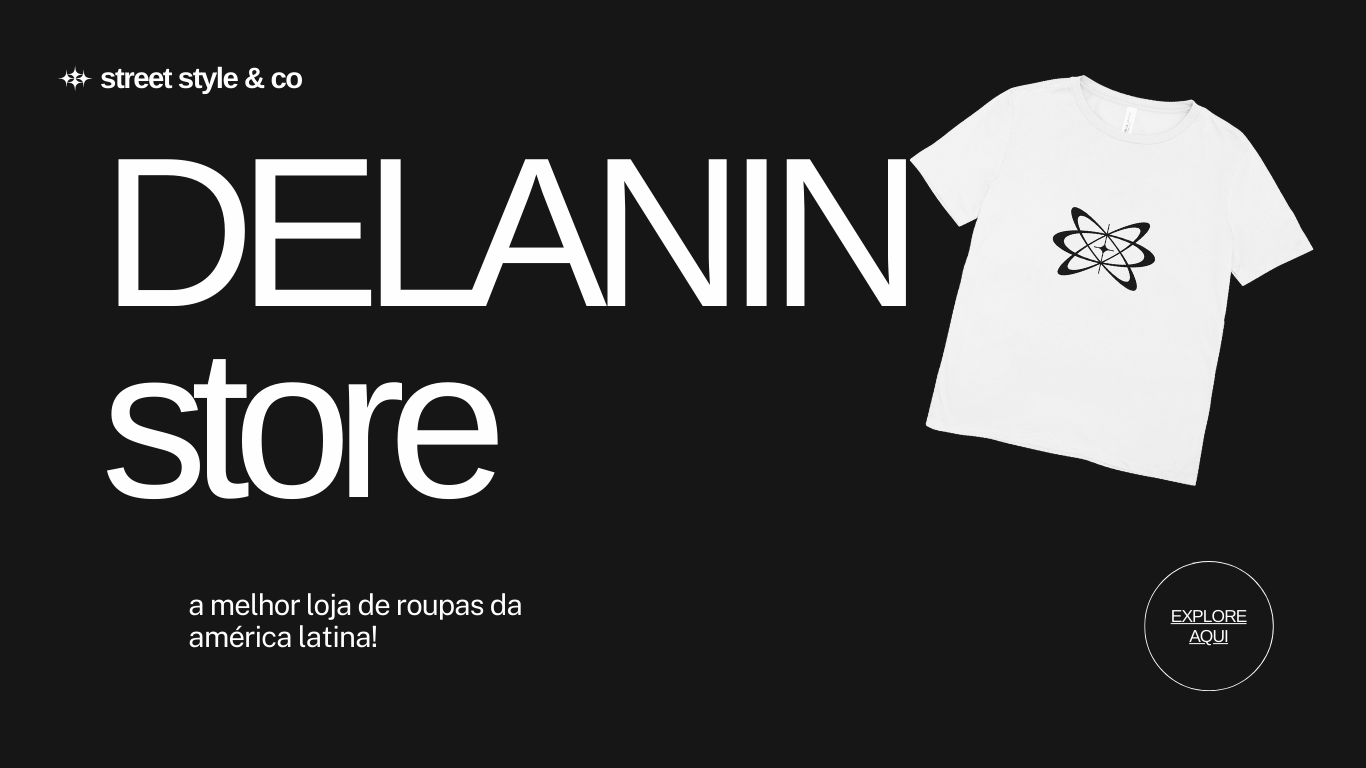 street style & co
DELANIN
store
a melhor loja de roupas da
américa latina!
EXPLORE
AQUI